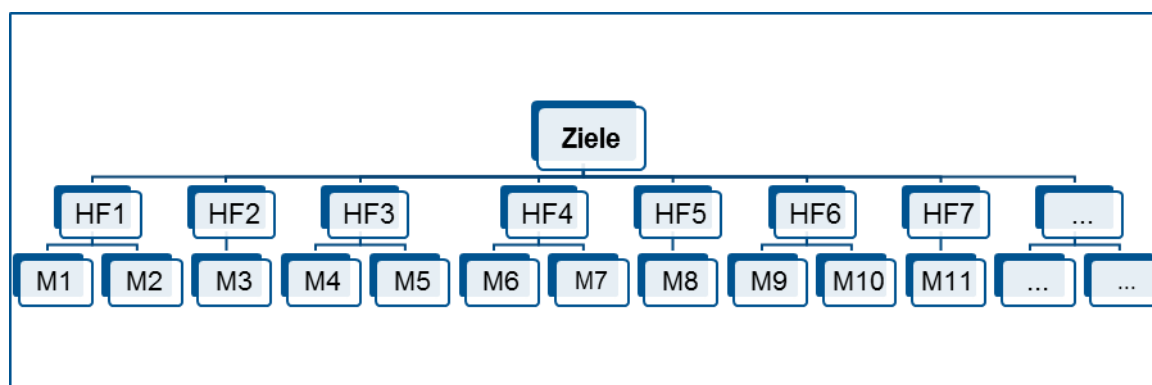 Ziele
HF1 HF2 HF3 HF4 HF5 HF6 HF7 ...
M1 M2 M3 M4 M5 M6 M7 M8 M9 M10 M11 ... ...